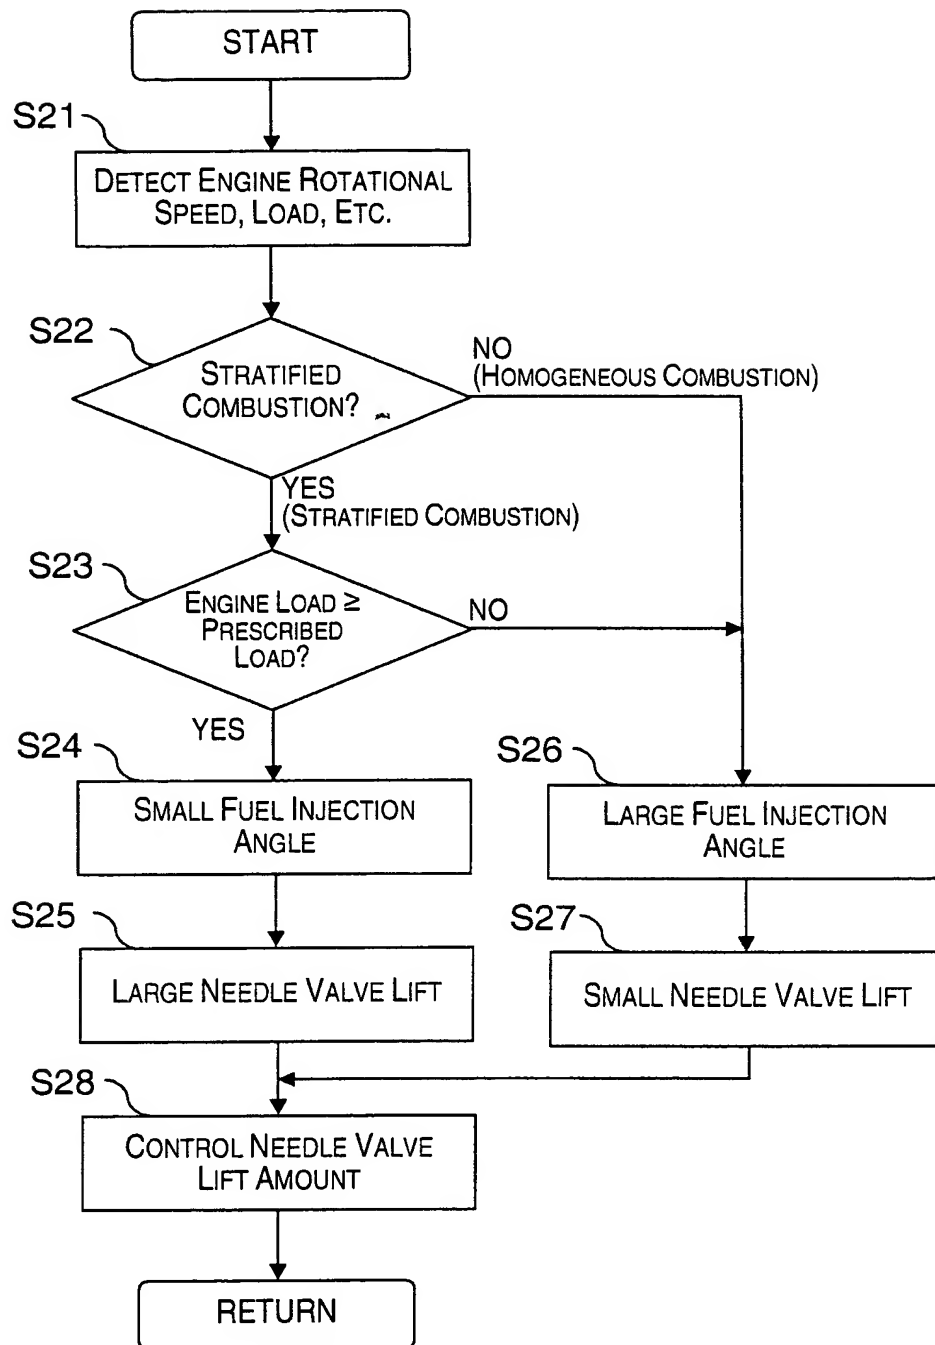 START
S21
DETECT ENGINE ROTATIONAL
SPEED, LOAD, ETC.
S22
STRATIFIED
COMBUSTION?
NO
(HOMOGENEOUS COMBUSTION)
YES
(STRATIFIED COMBUSTION)
S23
ENGINE LOAD ≥
PRESCRIBED
LOAD?
NO
YES
S24
SMALL FUEL INJECTION
ANGLE
S26
LARGE FUEL INJECTION
ANGLE
S25
LARGE NEEDLE VALVE LIFT
S27
SMALL NEEDLE VALVE LIFT
S28
CONTROL NEEDLE VALVE
LIFT AMOUNT
RETURN